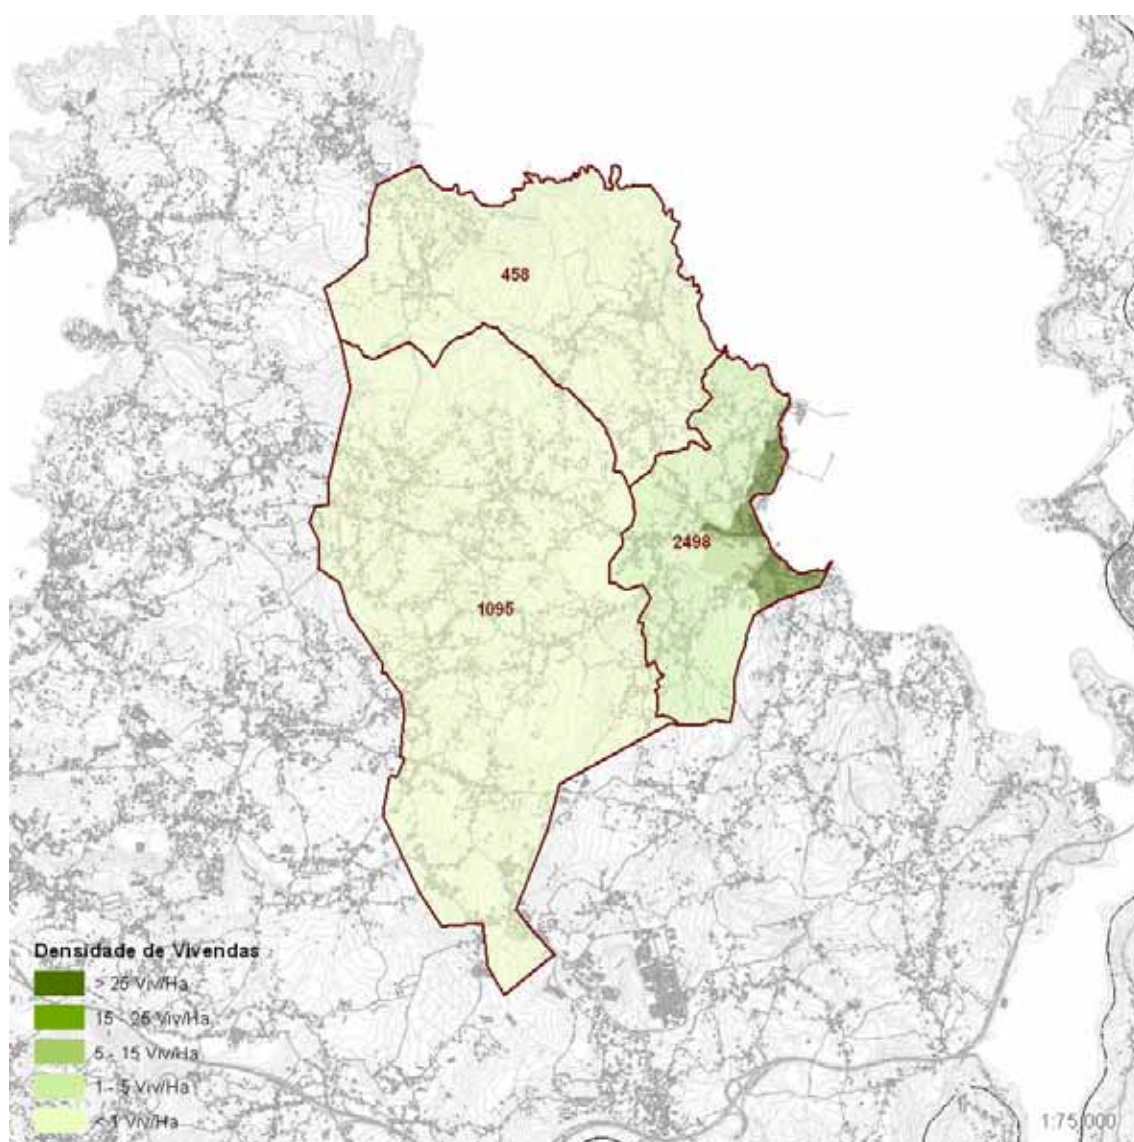 458
2498
1095
Densidade de Vivendas
> 25 Viv/Ha
15 - 25 Viv/Ha
5 - 15 Viv/Ha
1 - 5 Viv/Ha
< 1 Viv/Ha
1:75.000